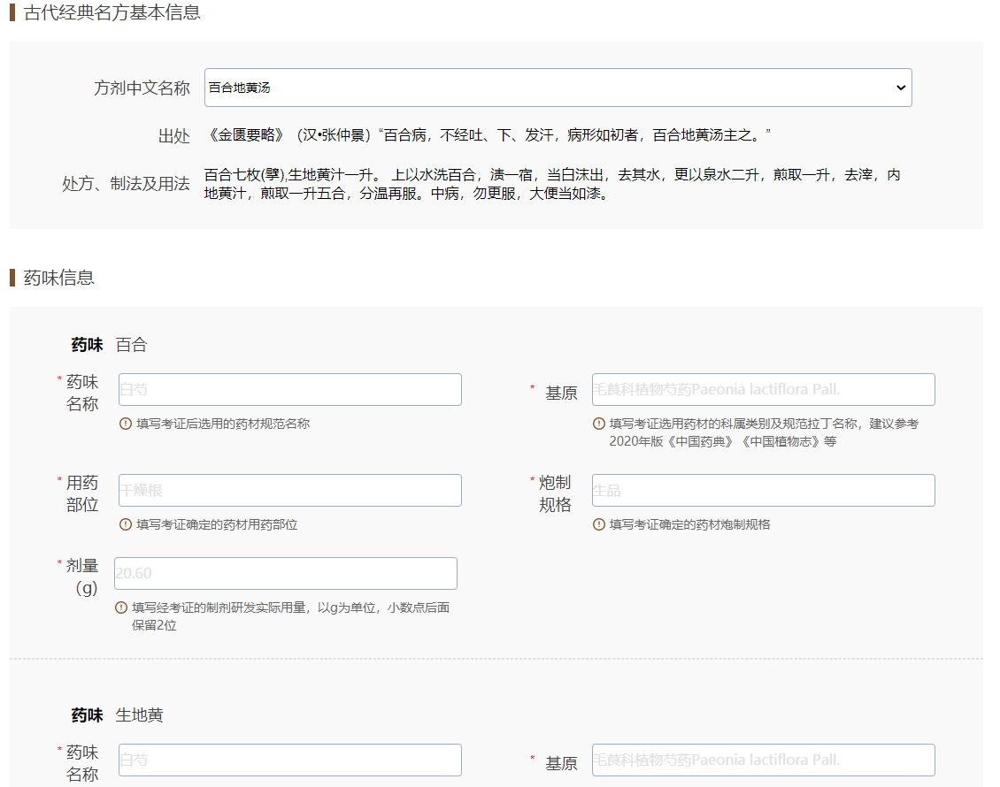 古代经典名方基本信息
方剂中文名称 百合地黄汤
出处 《金匮要略》（汉•张仲景）“百合病，不经吐、下、发汗，病形如初者，百合地黄汤主之。”
处方、制法及用法 百合七枚(擘),生地黄汁一升。 上以水洗百合，渍一宿，当白沫出，去其水，更以泉水二升，煎取一升，去滓，内
地黄汁，煎取一升五合，分温再服。中病，勿更服，大便当如漆。
药味信息
药味 百合
* 药味
名称
白芍
填写考证后选用的药材规范名称
* 基原
毛茛科植物芍药Paeonia lactiflora Pall.
填写考证选用药材的科属类别及规范拉丁名称，建议参考
2020年版《中国药典》《中国植物志》等
* 用药
部位
干燥根
填写考证确定的药材用药部位
* 炮制
规格
生品
填写考证确定的药材炮制规格
* 剂量
（g）
20.60
填写经考证的制剂研发实际用量，以g为单位，小数点后面
保留2位
药味 生地黄
* 药味
名称
白芍
* 基原
毛茛科植物芍药Paeonia lactiflora Pall.